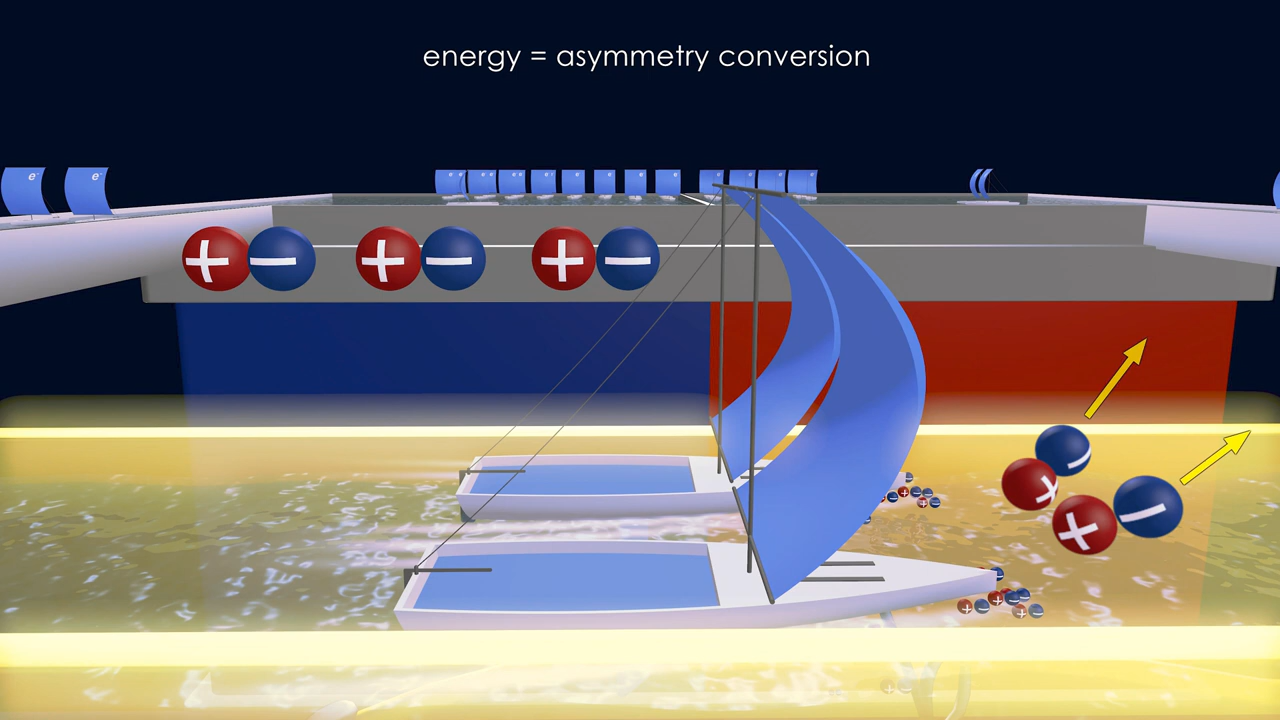 energy = asymmetry conversion
e⁻ e⁻
+ − + − + −
− + + −